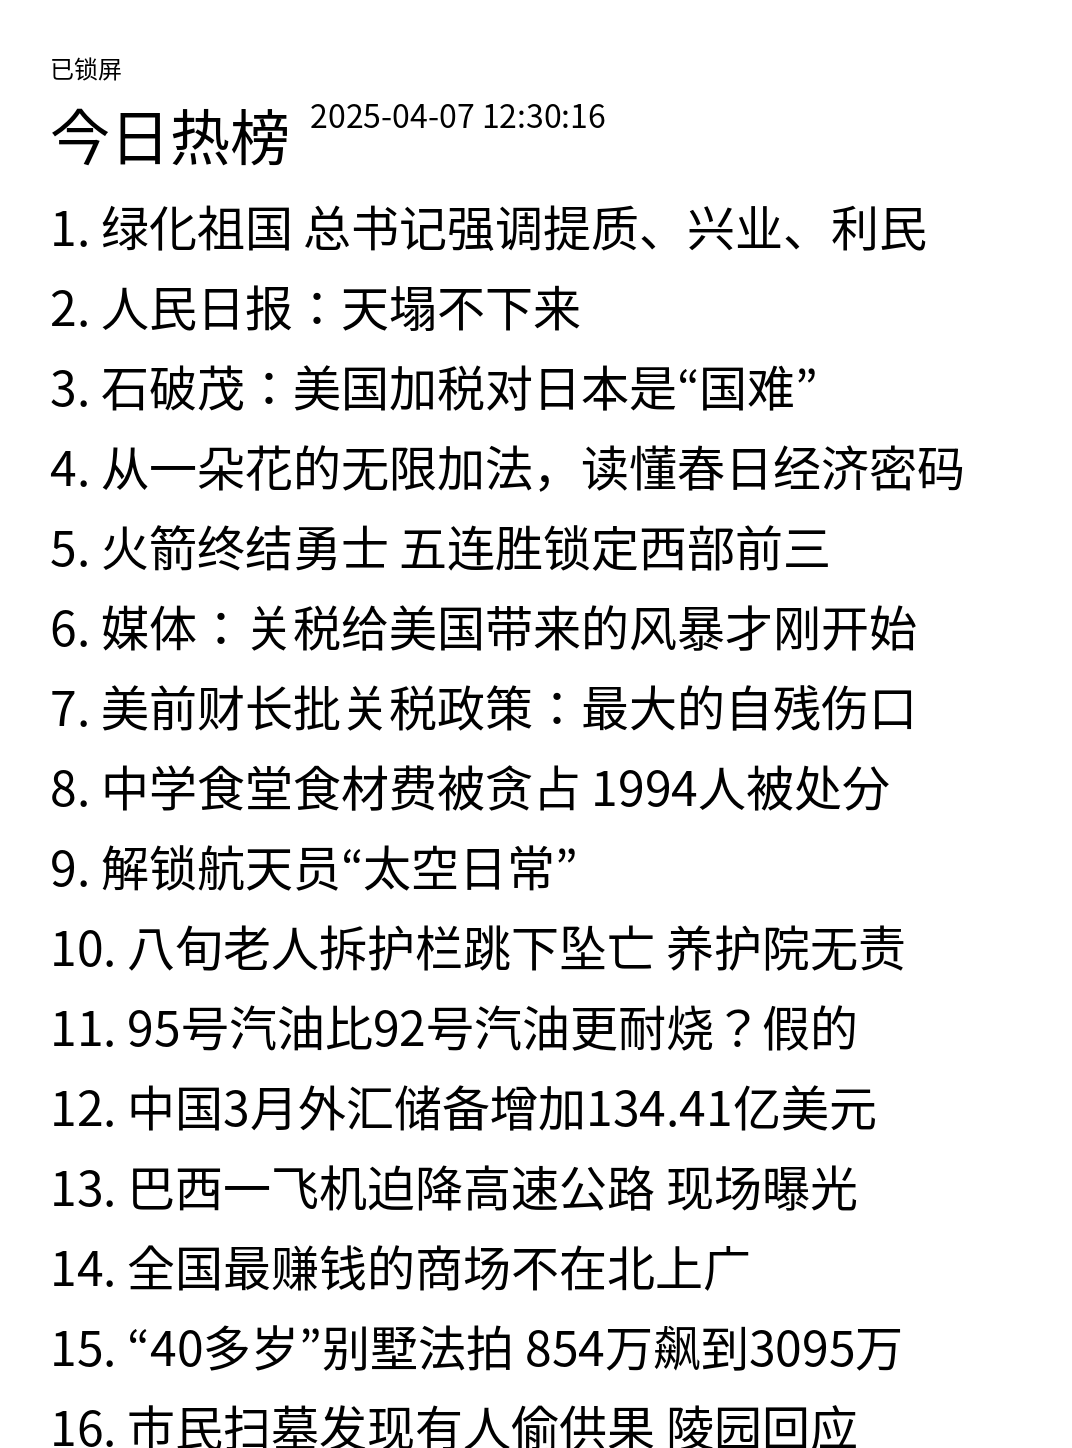 已锁屏
今日热榜 2025-04-07 12:30:16
1. 绿化祖国 总书记强调提质、兴业、利民
2. 人民日报：天塌不下来
3. 石破茂：美国加税对日本是“国难”
4. 从一朵花的无限加法，读懂春日经济密码
5. 火箭终结勇士 五连胜锁定西部前三
6. 媒体：关税给美国带来的风暴才刚开始
7. 美前财长批关税政策：最大的自残伤口
8. 中学食堂食材费被贪占 1994人被处分
9. 解锁航天员“太空日常”
10. 八旬老人拆护栏跳下坠亡 养护院无责
11. 95号汽油比92号汽油更耐烧？假的
12. 中国3月外汇储备增加134.41亿美元
13. 巴西一飞机迫降高速公路 现场曝光
14. 全国最赚钱的商场不在北上广
15. “40多岁”别墅法拍 854万飙到3095万
16. 市民扫墓发现有人偷供果 陵园回应